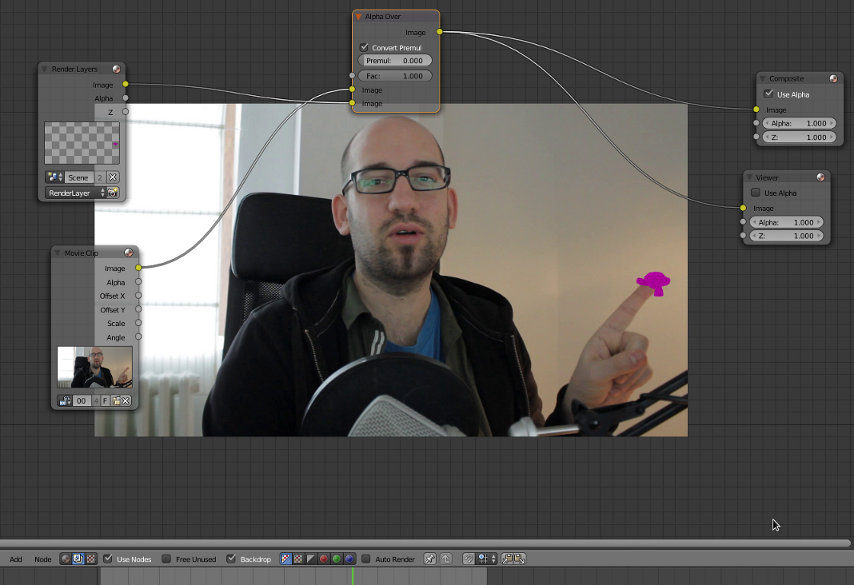 Alpha Over
Image
Convert Premul
Premul: 0.000
Fac: 1.000
Image
Image
Render Layers
Image
Alpha
Z
Scene 2
RenderLayer
Composite
Use Alpha
Image
Alpha: 1.000
Z: 1.000
Viewer
Use Alpha
Image
Alpha: 1.000
Z: 1.000
Movie Clip
Image
Alpha
Offset X
Offset Y
Scale
Angle
00 4 F
Add Node Use Nodes Free Unused Backdrop Auto Render